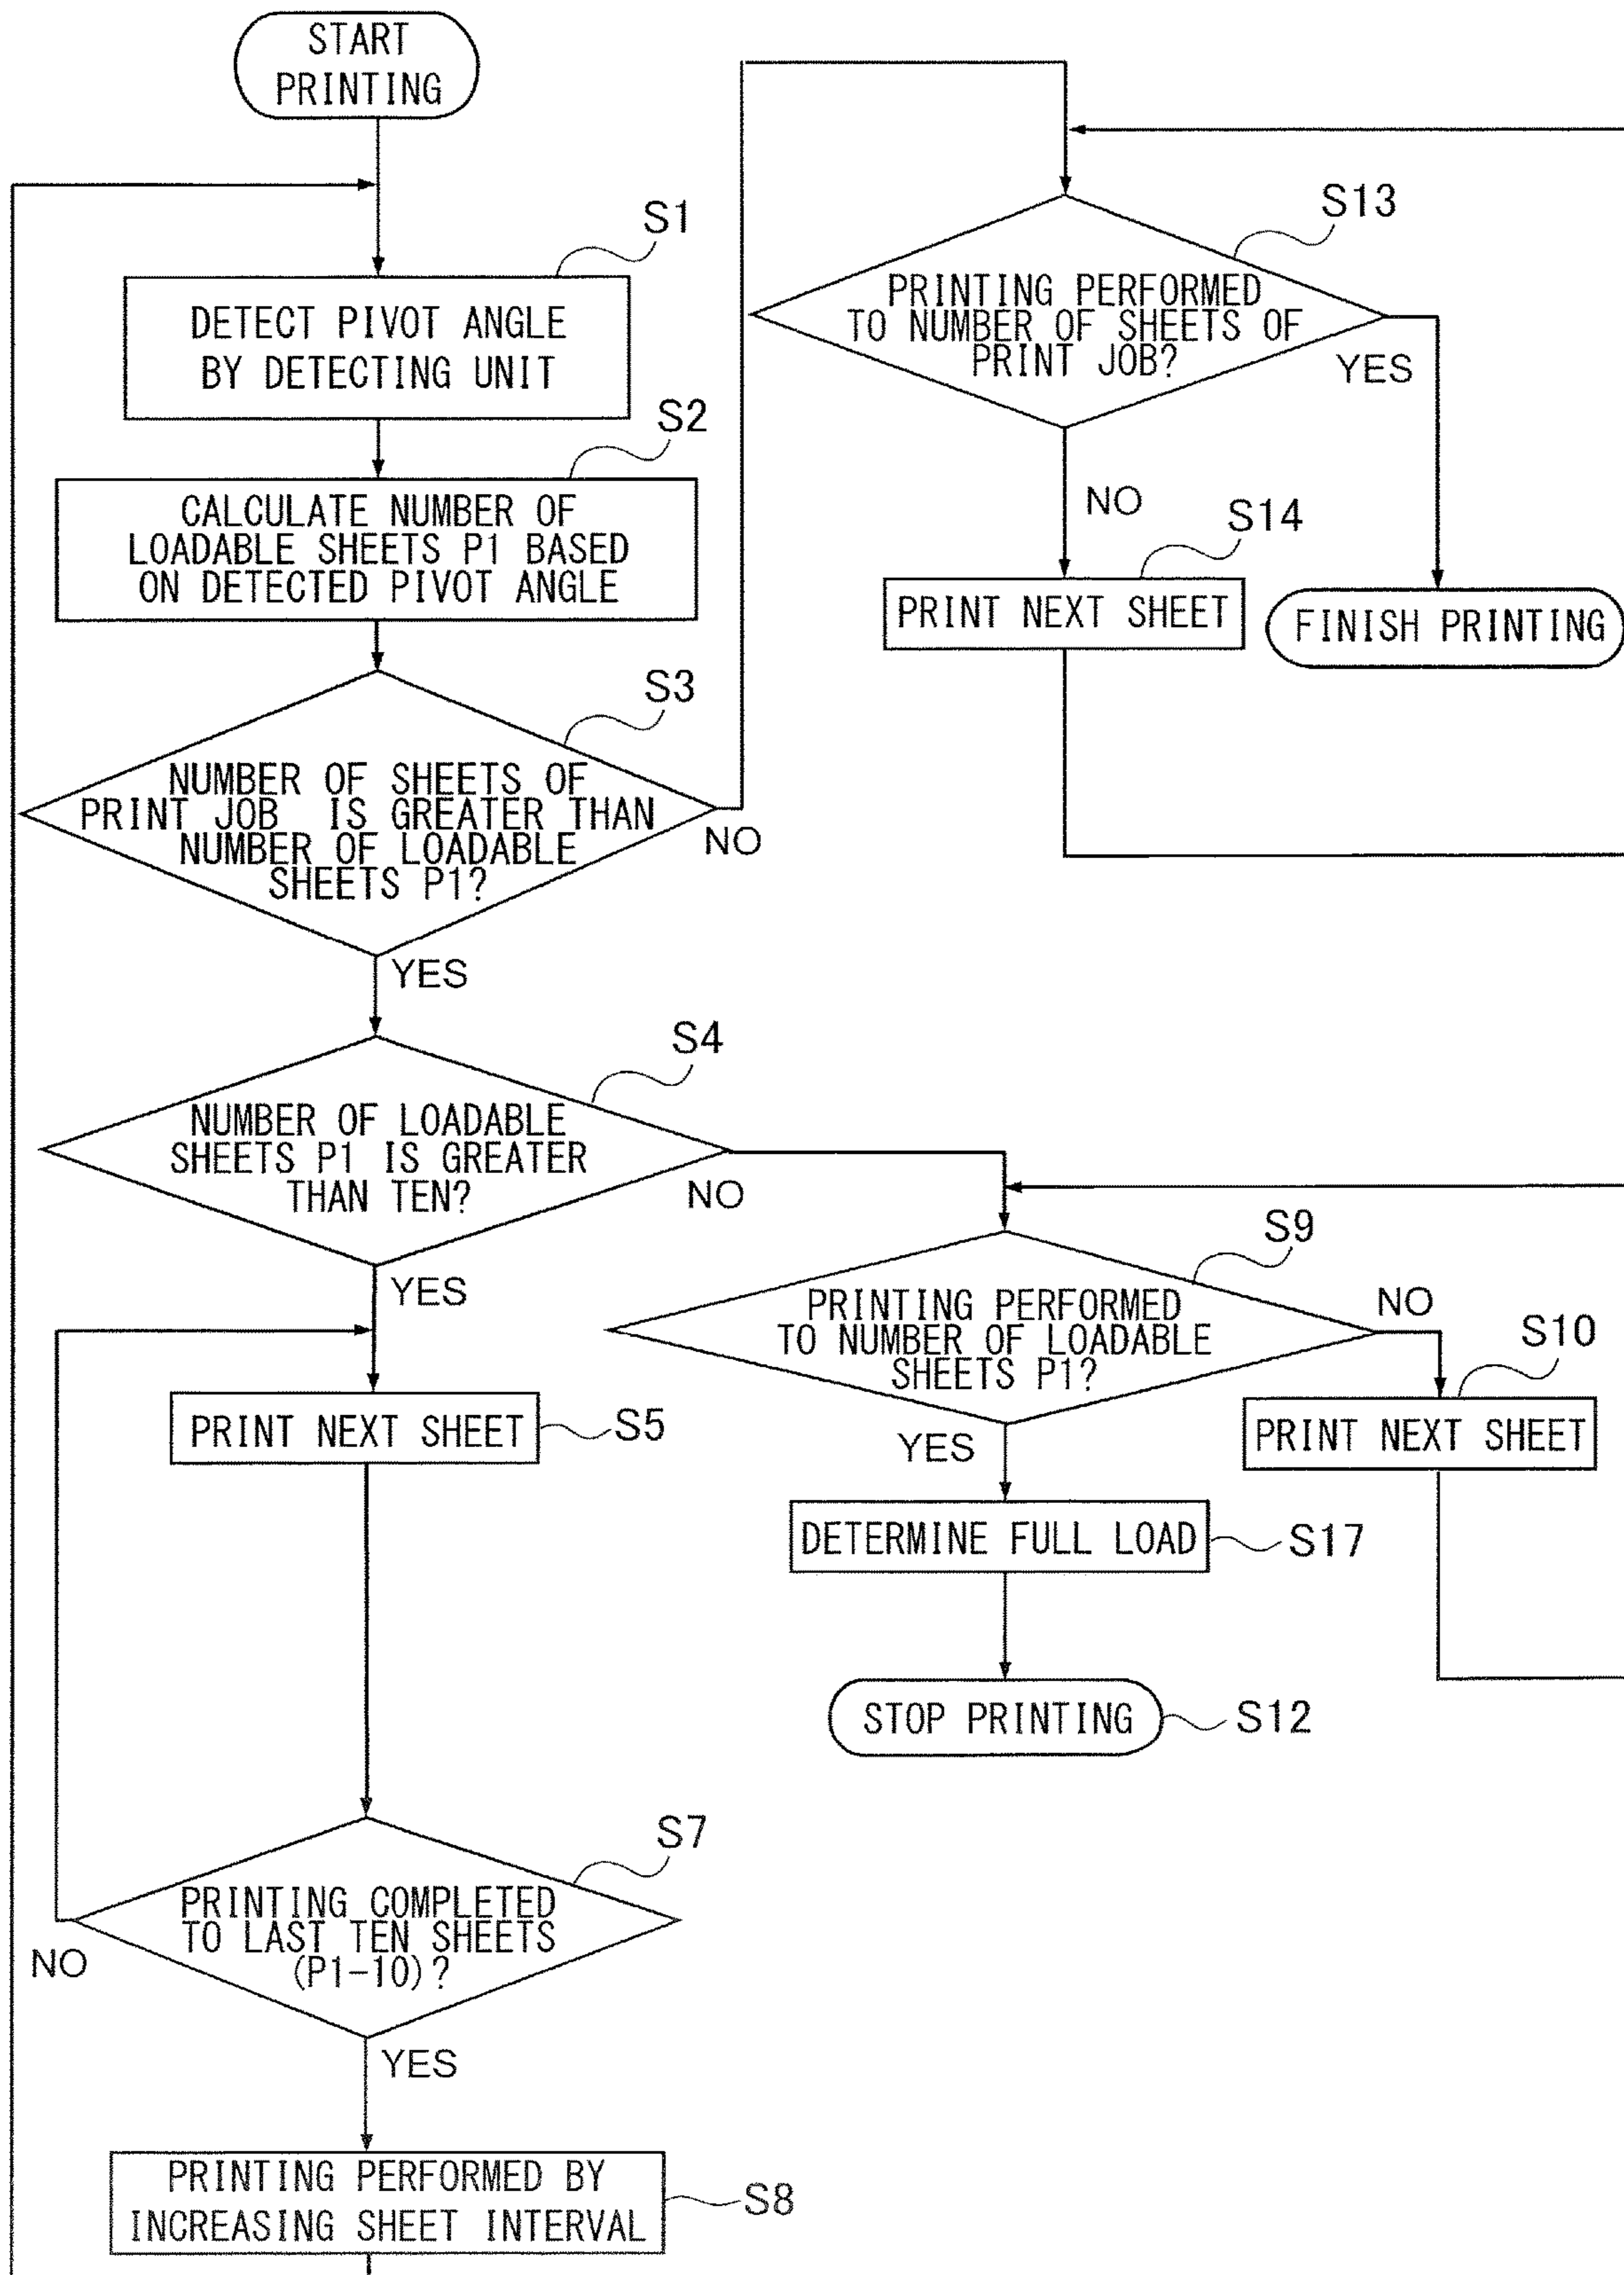 START
PRINTING
S1
DETECT PIVOT ANGLE
BY DETECTING UNIT
S2
CALCULATE NUMBER OF
LOADABLE SHEETS P1 BASED
ON DETECTED PIVOT ANGLE
S3
NUMBER OF SHEETS OF
PRINT JOB IS GREATER THAN
NUMBER OF LOADABLE
SHEETS P1?
NO
YES
S13
PRINTING PERFORMED
TO NUMBER OF SHEETS OF
PRINT JOB?
YES
NO
S14
PRINT NEXT SHEET
FINISH PRINTING
S4
NUMBER OF LOADABLE
SHEETS P1 IS GREATER
THAN TEN?
NO
YES
S9
PRINTING PERFORMED
TO NUMBER OF LOADABLE
SHEETS P1?
NO
S10
PRINT NEXT SHEET
YES
DETERMINE FULL LOAD
S17
STOP PRINTING
S12
PRINT NEXT SHEET
S5
S7
PRINTING COMPLETED
TO LAST TEN SHEETS
(P1-10)?
NO
YES
PRINTING PERFORMED BY
INCREASING SHEET INTERVAL
S8